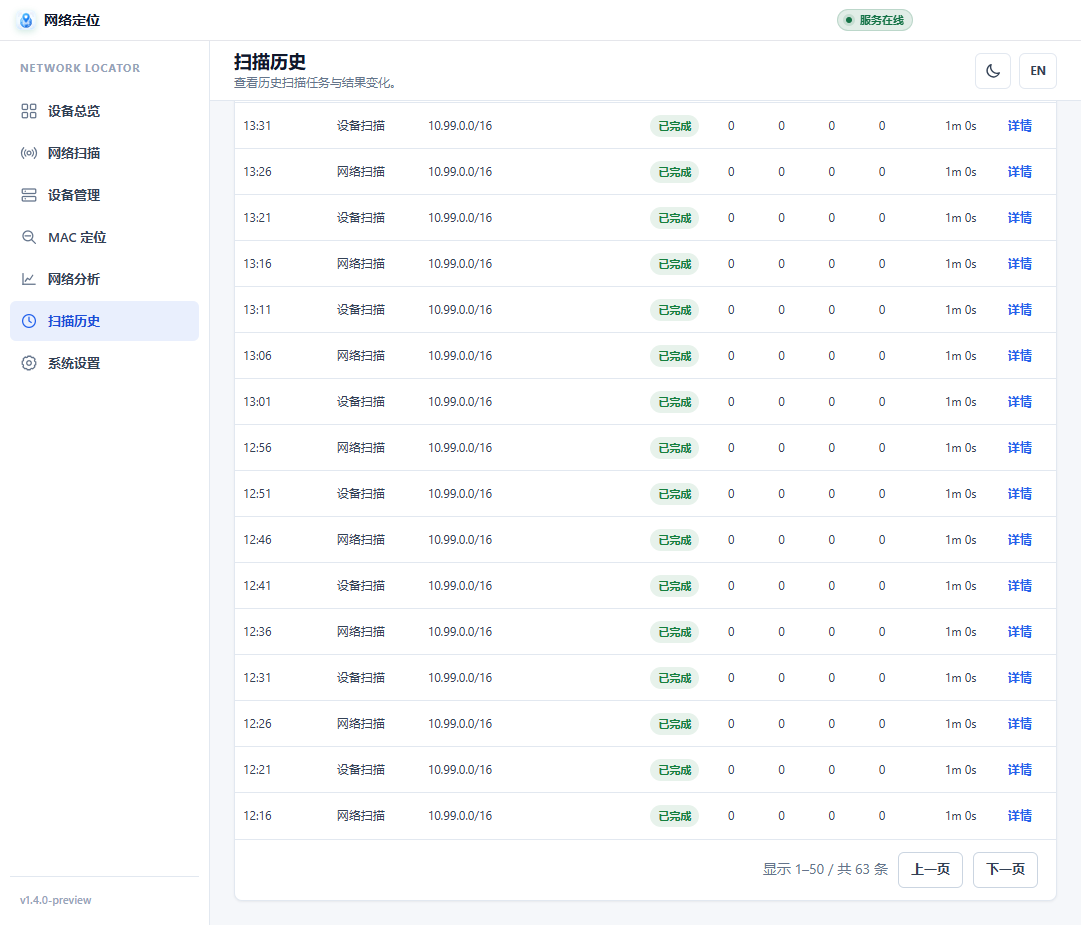 网络定位
服务在线
NETWORK LOCATOR
设备总览
网络扫描
设备管理
MAC 定位
网络分析
扫描历史
系统设置
v1.4.0-preview
扫描历史
查看历史扫描任务与结果变化。
EN
13:31 设备扫描 10.99.0.0/16 已完成 0 0 0 0 1m 0s 详情
13:26 网络扫描 10.99.0.0/16 已完成 0 0 0 0 1m 0s 详情
13:21 设备扫描 10.99.0.0/16 已完成 0 0 0 0 1m 0s 详情
13:16 网络扫描 10.99.0.0/16 已完成 0 0 0 0 1m 0s 详情
13:11 设备扫描 10.99.0.0/16 已完成 0 0 0 0 1m 0s 详情
13:06 网络扫描 10.99.0.0/16 已完成 0 0 0 0 1m 0s 详情
13:01 设备扫描 10.99.0.0/16 已完成 0 0 0 0 1m 0s 详情
12:56 网络扫描 10.99.0.0/16 已完成 0 0 0 0 1m 0s 详情
12:51 设备扫描 10.99.0.0/16 已完成 0 0 0 0 1m 0s 详情
12:46 网络扫描 10.99.0.0/16 已完成 0 0 0 0 1m 0s 详情
12:41 设备扫描 10.99.0.0/16 已完成 0 0 0 0 1m 0s 详情
12:36 网络扫描 10.99.0.0/16 已完成 0 0 0 0 1m 0s 详情
12:31 设备扫描 10.99.0.0/16 已完成 0 0 0 0 1m 0s 详情
12:26 网络扫描 10.99.0.0/16 已完成 0 0 0 0 1m 0s 详情
12:21 设备扫描 10.99.0.0/16 已完成 0 0 0 0 1m 0s 详情
12:16 网络扫描 10.99.0.0/16 已完成 0 0 0 0 1m 0s 详情
显示 1–50 / 共 63 条 上一页 下一页